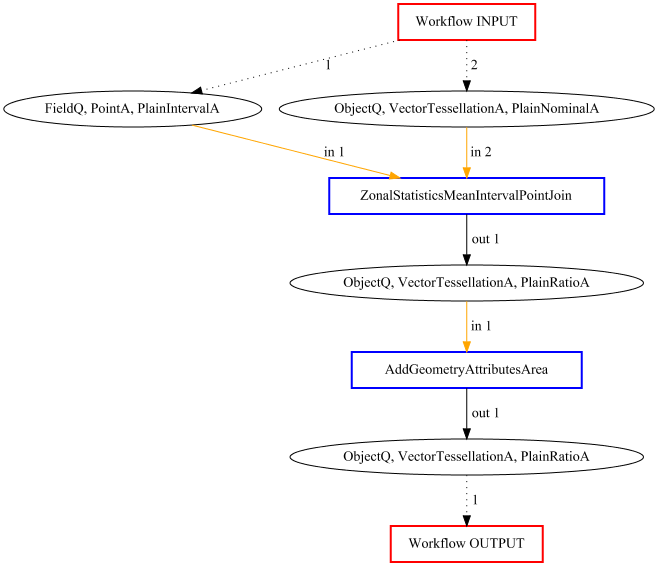 Workflow INPUT
1
2
FieldQ, PointA, PlainIntervalA
ObjectQ, VectorTessellationA, PlainNominalA
in 1
in 2
ZonalStatisticsMeanIntervalPointJoin
out 1
ObjectQ, VectorTessellationA, PlainRatioA
in 1
AddGeometryAttributesArea
out 1
ObjectQ, VectorTessellationA, PlainRatioA
1
Workflow OUTPUT